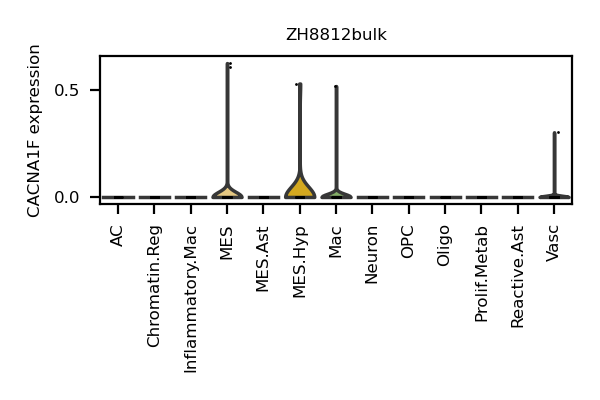 ZH8812bulk
CACNA1F expression
0.5
0.0
AC
Chromatin.Reg
Inflammatory.Mac
MES
MES.Ast
MES.Hyp
Mac
Neuron
OPC
Oligo
Prolif.Metab
Reactive.Ast
Vasc